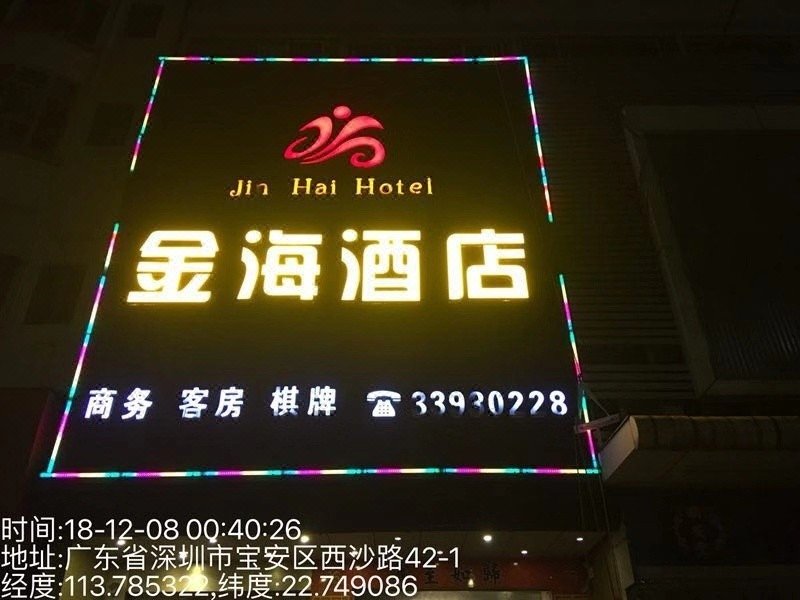 Jin Hai Hotel
金海酒店
商务 客房 棋牌 ☎33930228
时间:18-12-08 00:40:26
地址:广东省深圳市宝安区西沙路42-1
经度:113.785322,纬度:22.749086